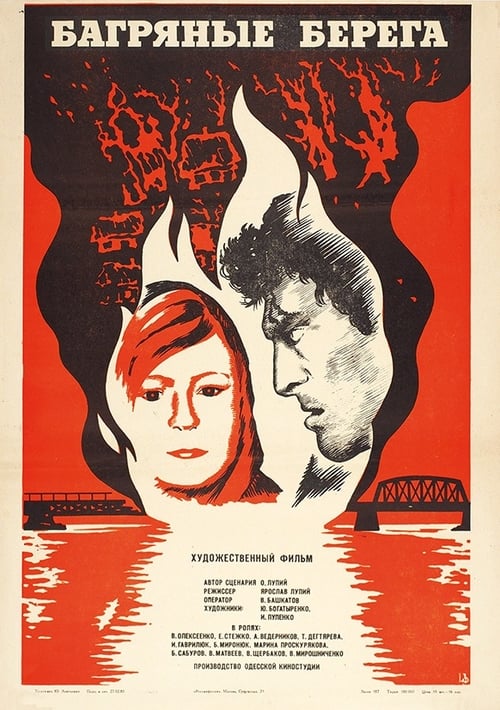 БАГРЯНЫЕ БЕРЕГА
ХУДОЖЕСТВЕННЫЙ ФИЛЬМ
АВТОР СЦЕНАРИЯ О. ЛУПИЙ
РЕЖИССЕР ЯРОСЛАВ ЛУПИЙ
ОПЕРАТОР В. БАШКАТОВ
ХУДОЖНИКИ: Ю. БОГАТЫРЕНКО,
И. ПУЛЕНКО
В РОЛЯХ:
В. ОЛЕКСЕЕНКО, Е. СТЕЖКО, А. ВЕДЕРНИКОВ, Т. ДЕГТЯРЕВА,
И. ГАВРИЛЮК, Б. МИРОНЮК, МАРИНА ПРОСКУРЯКОВА,
Б. САБУРОВ, В. МАТВЕЕВ, В. ЩЕРБАКОВ, В. МИРОШНИЧЕНКО
ПРОИЗВОДСТВО ОДЕССКОЙ КИНОСТУДИИ